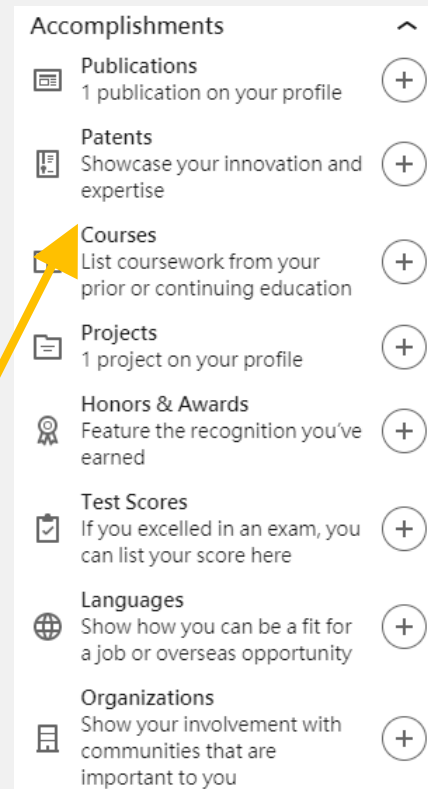 Accomplishments
Publications
1 publication on your profile
Patents
Showcase your innovation and
expertise
Courses
List coursework from your
prior or continuing education
Projects
1 project on your profile
Honors & Awards
Feature the recognition you've
earned
Test Scores
If you excelled in an exam, you
can list your score here
Languages
Show how you can be a fit for
a job or overseas opportunity
Organizations
Show your involvement with
communities that are
important to you